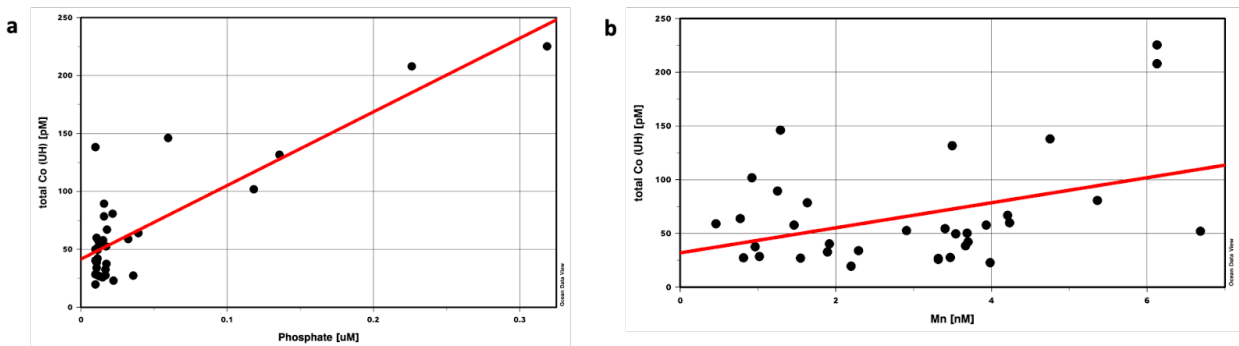 a
250
200
150
100
50
0
total Co (UH) [pM]
0
0.1
0.2
0.3
Phosphate [uM]
Ocean Data View
b
250
200
150
100
50
0
total Co (UH) [pM]
0
2
4
6
Mn [nM]
Ocean Data View